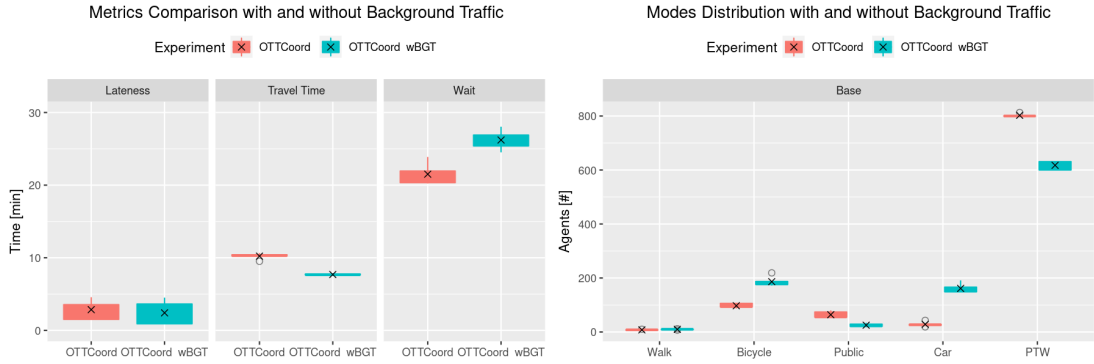 Metrics Comparison with and without Background Traffic
Experiment OTTCoord OTTCoord wBGT
Lateness Travel Time Wait
30
20
10
0
Time [min]
OTTCoord OTTCoord wBGT OTTCoord OTTCoord wBGT OTTCoord OTTCoord wBGT
Modes Distribution with and without Background Traffic
Experiment OTTCoord OTTCoord wBGT
Base
800
600
400
200
0
Agents [#]
Walk Bicycle Public Car PTW